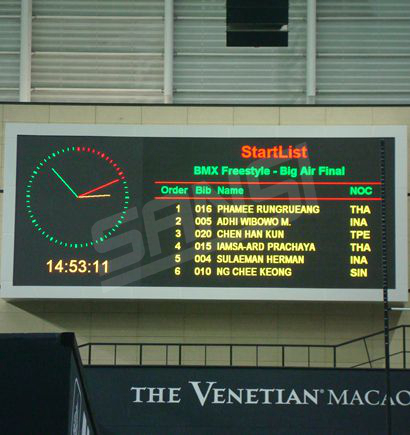 StartList
BMX Freestyle - Big Air Final
Order Bib Name NOC
1 016 PHAMEE RUNGRUEANG THA
2 005 ADHI WIBOWO M. INA
3 020 CHEN HAN KUN TPE
4 015 IAMSA-ARD PRACHAYA THA
5 004 SULAEMAN HERMAN INA
6 010 NG CHEE KEONG SIN
14:53:11
SANSI
THE VENETIAN® MACAO